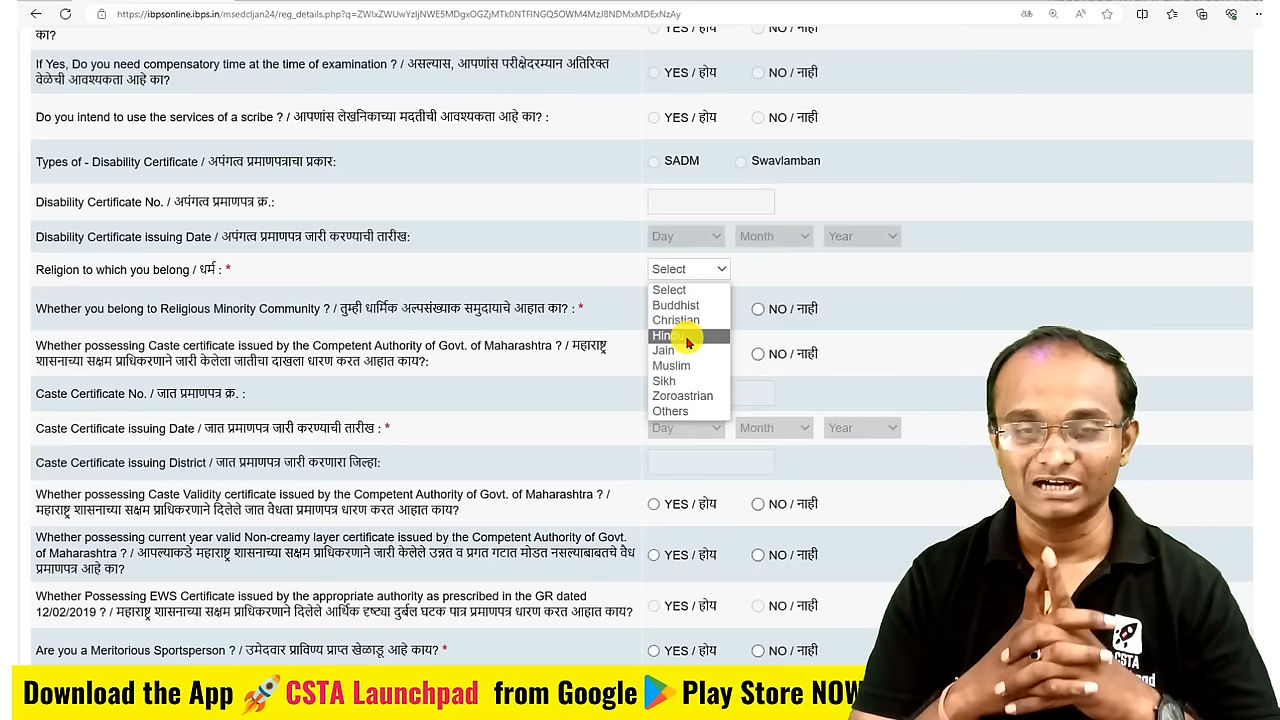 https://ibpsonline.ibps.in/msedcljan24/reg_details.php?q=ZWIxZWUwYzIjNWE5MDgxOGZjMTk0NTFINGQ5OWM4MzJ8NDMxMDExNzAy
का?
YES / होय NO / नाही
If Yes, Do you need compensatory time at the time of examination ? / असल्यास, आपणांस परीक्षेदरम्यान अतिरिक्त
वेळेची आवश्यकता आहे का?
YES / होय NO / नाही
Do you intend to use the services of a scribe ? / आपणांस लेखनिकाच्या मदतीची आवश्यकता आहे का? :
YES / होय NO / नाही
Types of - Disability Certificate / अपंगत्व प्रमाणपत्राचा प्रकार:
SADM Swavlamban
Disability Certificate No. / अपंगत्व प्रमाणपत्र क्र.:
Disability Certificate issuing Date / अपंगत्व प्रमाणपत्र जारी करण्याची तारीख:
Day Month Year
Religion to which you belong / धर्म : *
Select
Select
Buddhist
Christian
Hindu
Jain
Muslim
Sikh
Zoroastrian
Others
Whether you belong to Religious Minority Community ? / तुम्ही धार्मिक अल्पसंख्याक समुदायाचे आहात का? : *
NO / नाही
Whether possessing Caste certificate issued by the Competent Authority of Govt. of Maharashtra ? / महाराष्ट्र
शासनाच्या सक्षम प्राधिकरणाने जारी केलेला जातीचा दाखला धारण करत आहात काय?:
NO / नाही
Caste Certificate No. / जात प्रमाणपत्र क्र. :
Caste Certificate issuing Date / जात प्रमाणपत्र जारी करण्याची तारीख : *
Day Month Year
Caste Certificate issuing District / जात प्रमाणपत्र जारी करणारा जिल्हा:
Whether possessing Caste Validity certificate issued by the Competent Authority of Govt. of Maharashtra ? /
महाराष्ट्र शासनाच्या सक्षम प्राधिकरणाने दिलेले जात वैधता प्रमाणपत्र धारण करत आहात काय?
YES / होय NO / नाही
Whether possessing current year valid Non-creamy layer certificate issued by the Competent Authority of Govt.
of Maharashtra ? / आपल्याकडे महाराष्ट्र शासनाच्या सक्षम प्राधिकरणाने जारी केलेले उन्नत व प्रगत गटात मोडत नसल्याबाबतचे वैध
प्रमाणपत्र आहे का?
YES / होय NO / नाही
Whether Possessing EWS Certificate issued by the appropriate authority as prescribed in the GR dated
12/02/2019 ? / महाराष्ट्र शासनाच्या सक्षम प्राधिकरणाने दिलेले आर्थिक दृष्ट्या दुर्बल घटक पात्र प्रमाणपत्र धारण करत आहात काय?
YES / होय NO / नाही
Are you a Meritorious Sportsperson ? / उमेदवार प्राविण्य प्राप्त खेळाडू आहे काय? *
YES / होय NO / नाही
CSTA
Download the App CSTA Launchpad from Google Play Store NOW